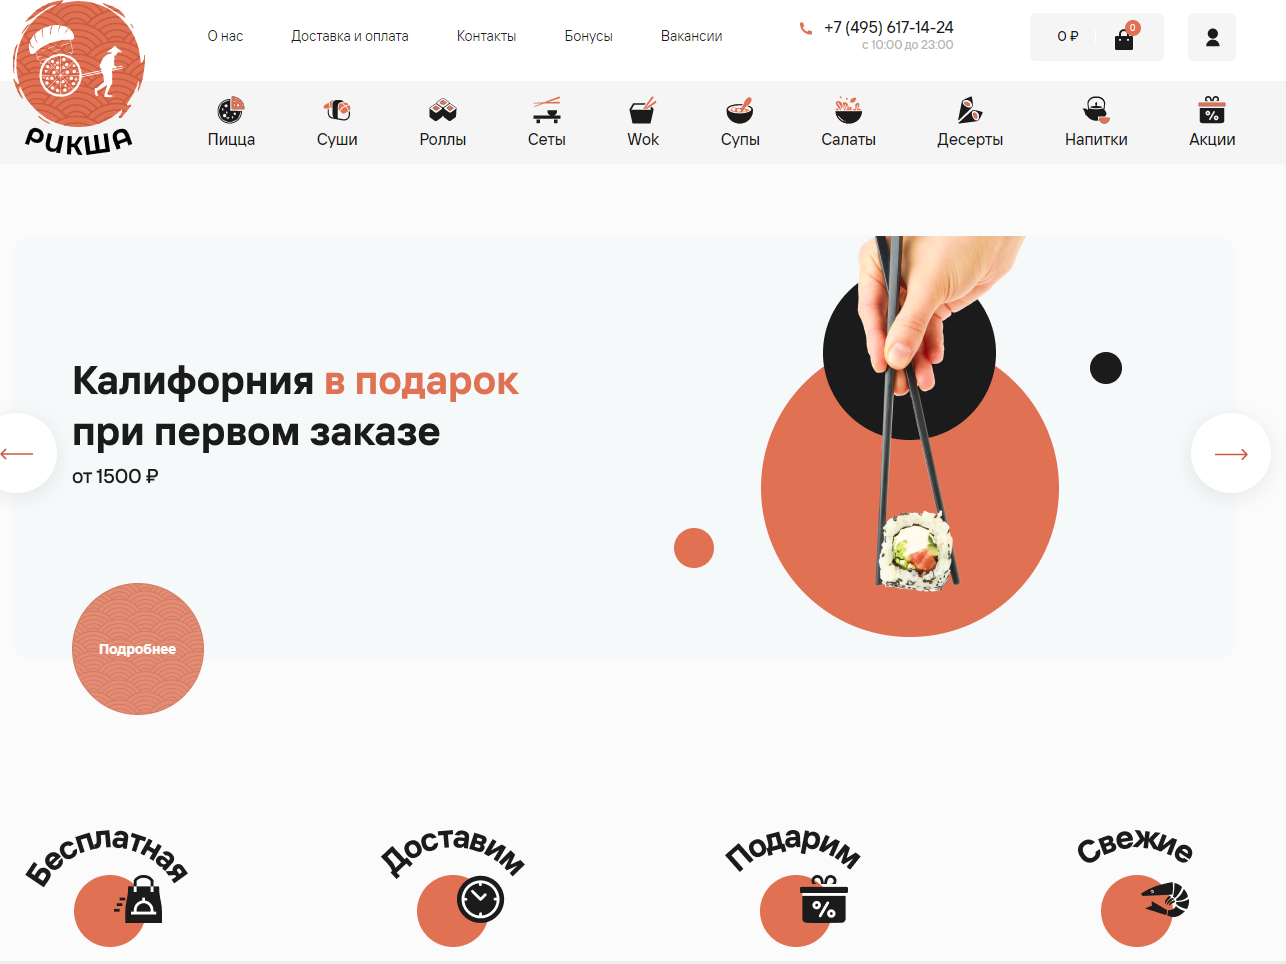 О нас
Доставка и оплата
Контакты
Бонусы
Вакансии
+7 (495) 617-14-24
с 10:00 до 23:00
0 ₽
0
РИКША
Пицца
Суши
Роллы
Сеты
Wok
Супы
Салаты
Десерты
Напитки
Акции
Калифорния в подарок
при первом заказе
от 1500 ₽
Подробнее
Бесплатная
Доставим
Подарим
Свежие